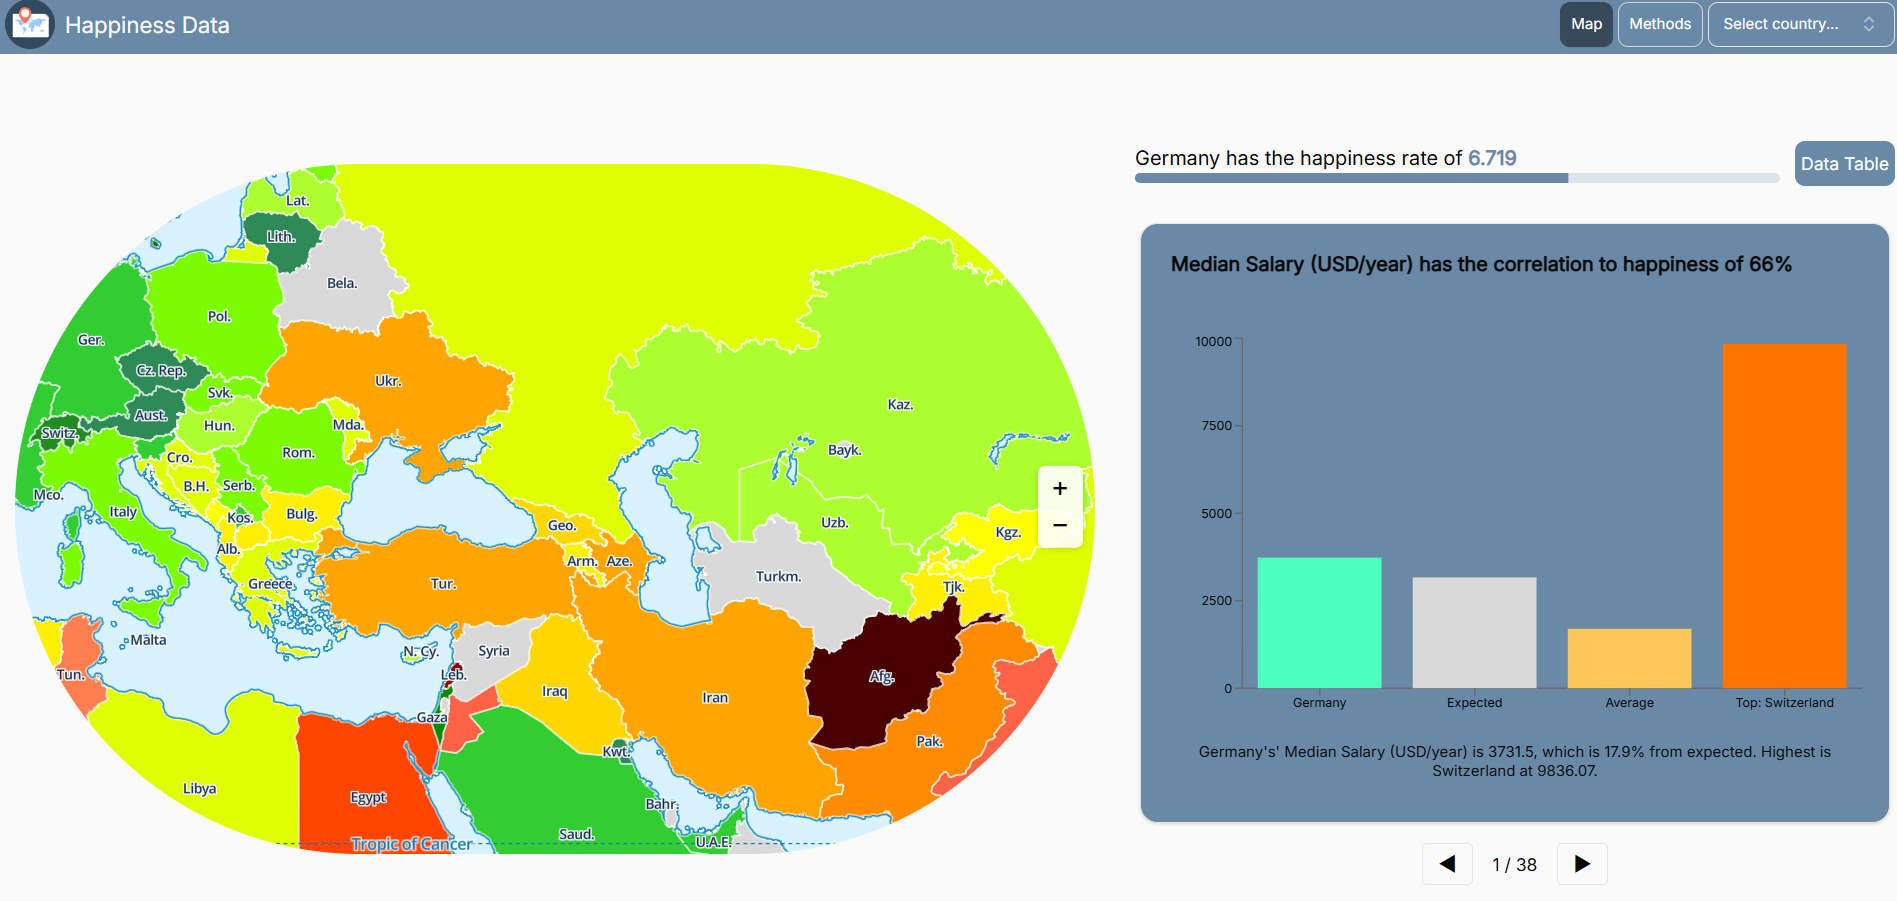 Happiness Data
Map
Methods
Select country...
Germany has the happiness rate of 6.719
Data Table
Median Salary (USD/year) has the correlation to happiness of 66%
10000
7500
5000
2500
0
Germany
Expected
Average
Top: Switzerland
Germany's' Median Salary (USD/year) is 3731.5, which is 17.9% from expected. Highest is
Switzerland at 9836.07.
1 / 38
+
−
Lat.
Lith.
Bela.
Pol.
Ger.
Cz. Rep.
Ukr.
Svk.
Kaz.
Aust.
Hun.
Mda.
Switz.
Rom.
Bayk.
Cro.
B.H.
Serb.
Mco.
Italy
Kos.
Bulg.
Uzb.
Geo.
Kgz.
Alb.
Arm.
Aze.
Greece
Tur.
Turkm.
Tjk.
Malta
N. Cy.
Syria
Tun.
Leb.
Afg.
Iraq
Iran
Gaza
Pak.
Kwt.
Libya
Egypt
Bahr.
Saud.
U.A.E.
Tropic of Cancer